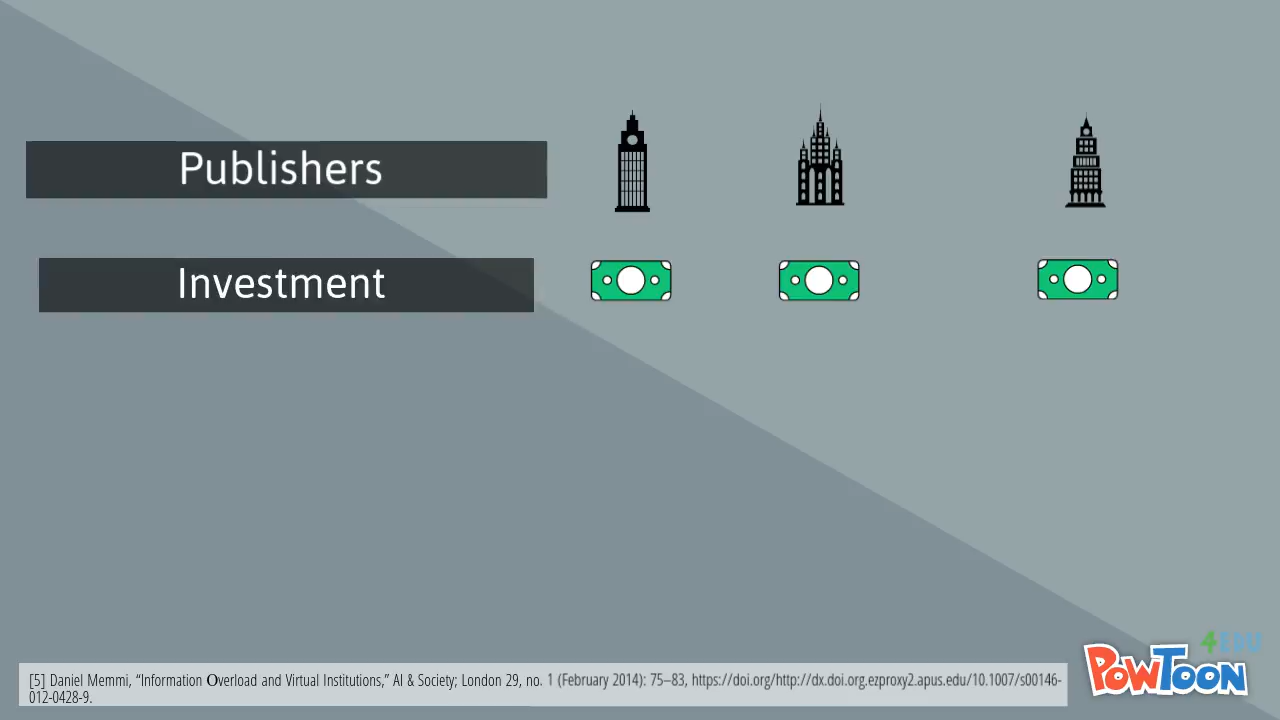 Publishers
Investment
[5] Daniel Memmi, “Information Overload and Virtual Institutions,” AI & Society; London 29, no. 1 (February 2014): 75–83, https://doi.org/http://dx.doi.org.ezproxy2.apus.edu/10.1007/s00146-
012-0428-9.
4EDU
POWTOON